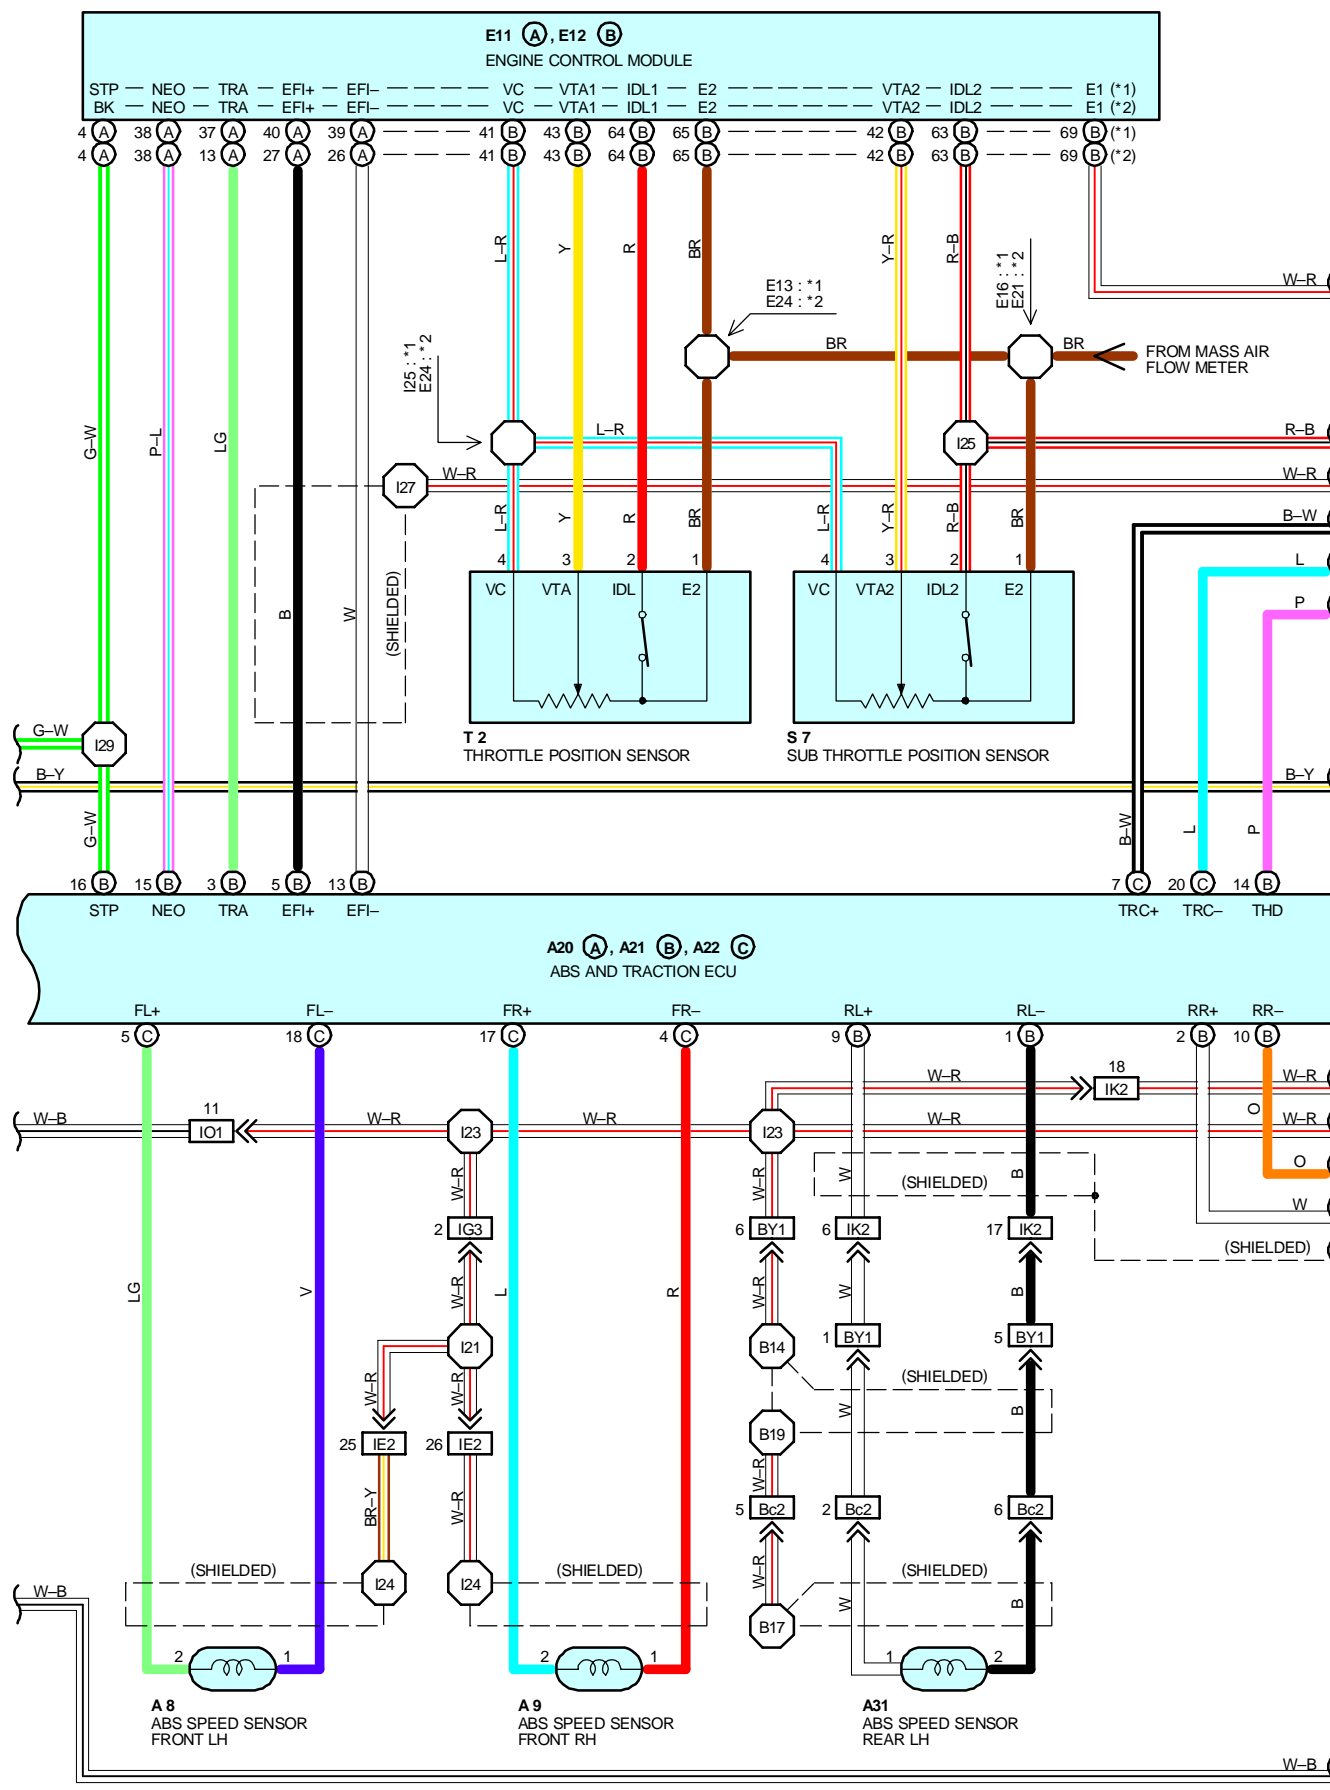 E11 A , E12 B
ENGINE CONTROL MODULE
STP — NEO — TRA — EFI+ — EFI– — — — — VC — VTA1 — IDL1 — E2 — — — — — VTA2 — IDL2 — — — E1 (*1)
BK — NEO — TRA — EFI+ — EFI– — — — — VC — VTA1 — IDL1 — E2 — — — — — VTA2 — IDL2 — — — E1 (*2)
4 A 38 A 37 A 40 A 39 A — — — — 41 B 43 B 64 B 65 B — — — — — 42 B 63 B — — — 69 B (*1)
4 A 38 A 13 A 27 A 26 A — — — — 41 B 43 B 64 B 65 B — — — — — 42 B 63 B — — — 69 B (*2)
L–R Y R BR Y–R R–B
E16 : *1
E21 : *2
W–R
E13 : *1
E24 : *2
I25 : *1
E24 : *2
BR BR
FROM MASS AIR
FLOW METER
G–W P–L LG
L–R I25 R–B
I27 W–R W–R
L–R Y R BR L–R Y–R R–B BR
B–W
L
P
4 3 2 1 4 3 2 1
VC VTA IDL E2 VC VTA2 IDL2 E2
B W (SHIELDED)
T 2
THROTTLE POSITION SENSOR
S 7
SUB THROTTLE POSITION SENSOR
G–W I29
B–Y B–Y
G–W B–W L P
16 B 15 B 3 B 5 B 13 B 7 C 20 C 14 B
STP NEO TRA EFI+ EFI– TRC+ TRC– THD
A20 A , A21 B , A22 C
ABS AND TRACTION ECU
FL+ FL– FR+ FR– RL+ RL– RR+ RR–
5 C 18 C 17 C 4 C 9 B 1 B 2 B 10 B
W–R 18 IK2 W–R
W–B 11 IO1 W–R I23 W–R I23 W–R W–R
O
W–R W–R W (SHIELDED) B O
W
2 IG3 6 BY1 6 IK2 17 IK2
(SHIELDED)
LG V W–R L R W–R W B
I21 B14 1 BY1 5 BY1
W–R W–R (SHIELDED)
W B
25 IE2 26 IE2 B19
BR–Y W–R W–R
5 Bc2 2 Bc2 6 Bc2
(SHIELDED) I24 I24 (SHIELDED) W–R (SHIELDED)
W–B
B17 W B
2 1 2 1 1 2
A 8
ABS SPEED SENSOR
FRONT LH
A 9
ABS SPEED SENSOR
FRONT RH
A31
ABS SPEED SENSOR
REAR LH
W–B